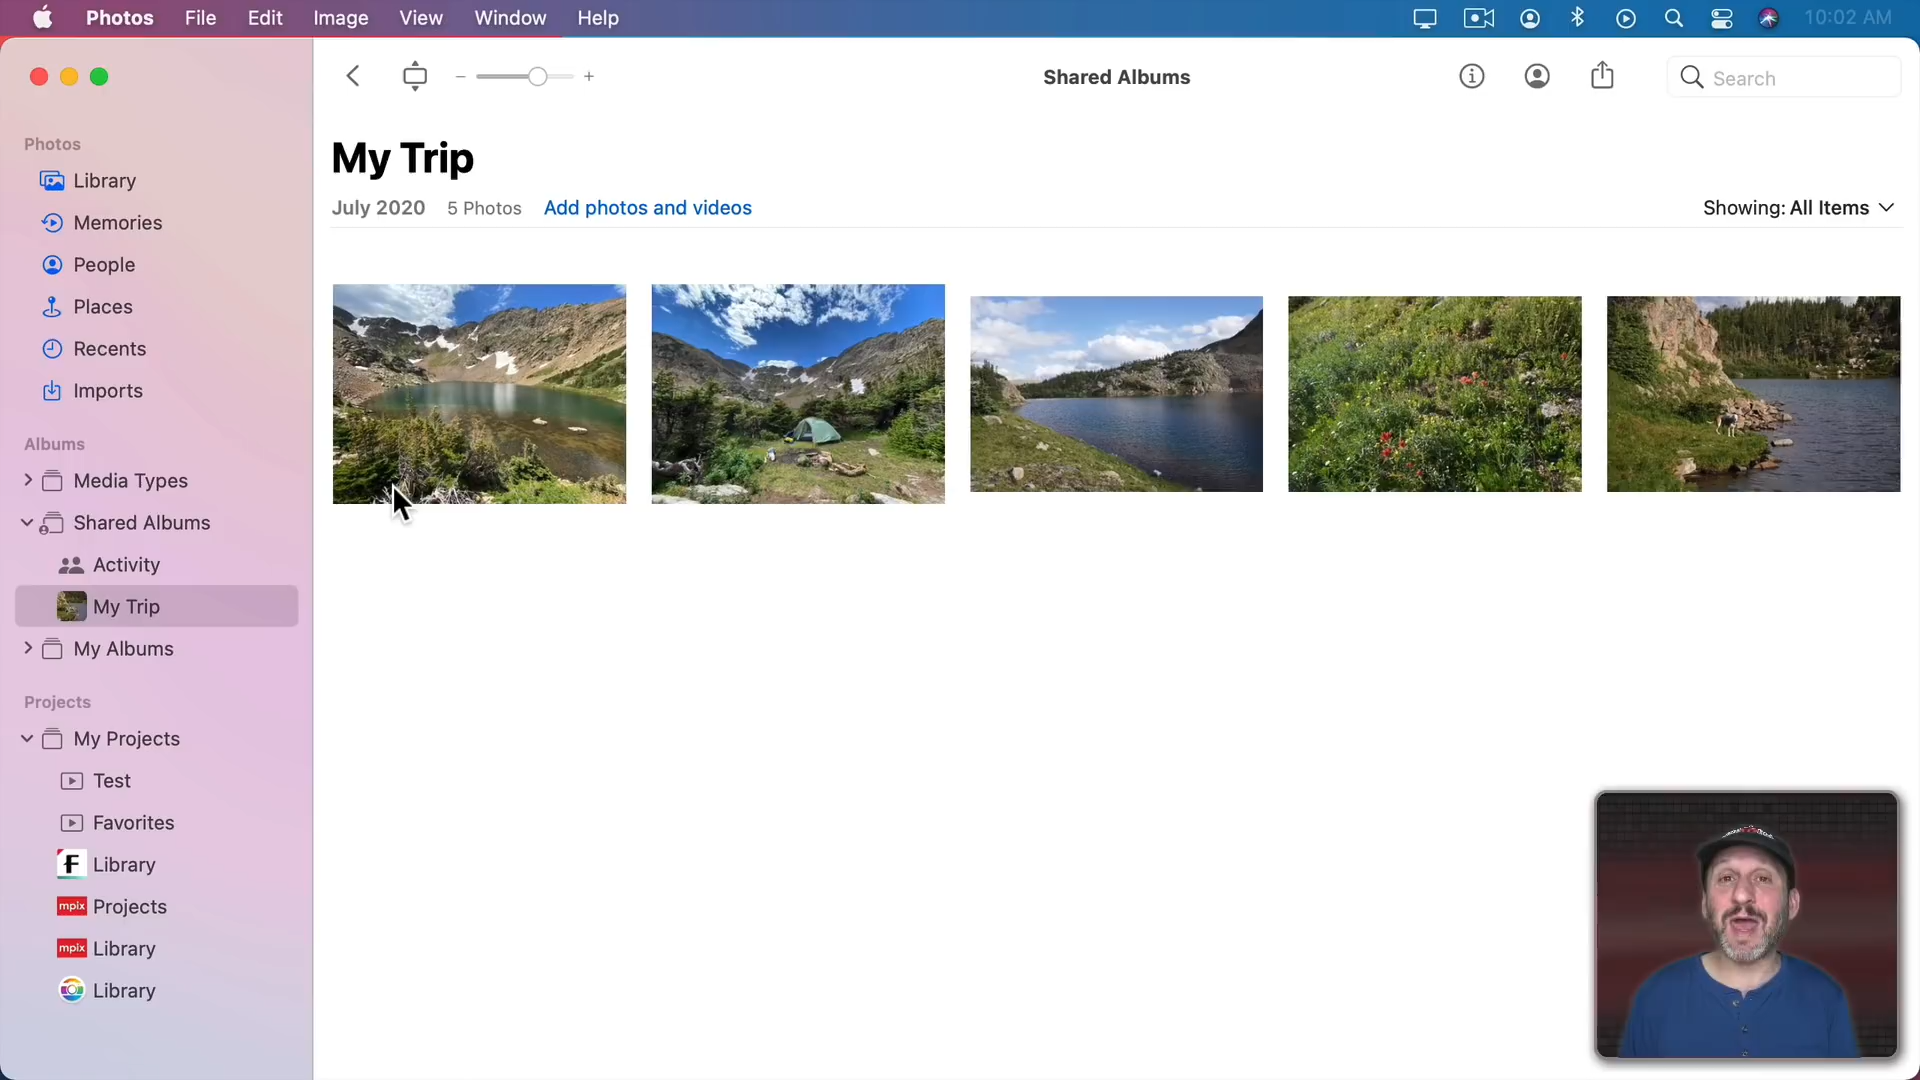 Photos File Edit Image View Window Help 10:02 AM
Shared Albums
Search
My Trip
July 2020 5 Photos Add photos and videos
Showing: All Items
Photos
Library
Memories
People
Places
Recents
Imports
Albums
Media Types
Shared Albums
Activity
My Trip
My Albums
Projects
My Projects
Test
Favorites
F Library
mpix Projects
mpix Library
Library